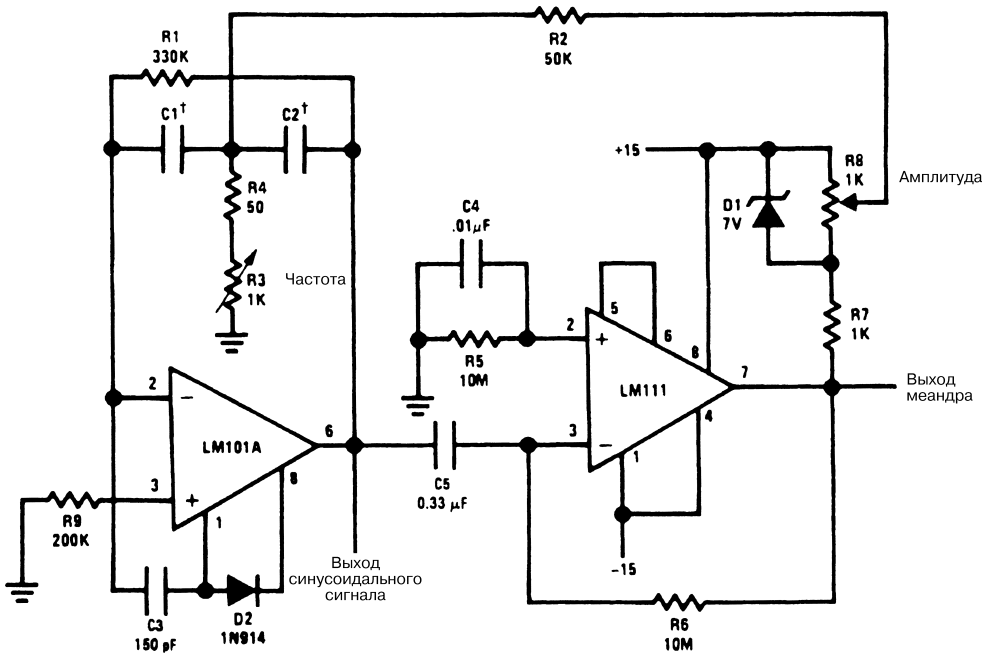 R1
330K
R2
50K
C1†
C2†
R4
50
R3
1K
Частота
C4
.01μF
R5
10M
+15
D1
7V
R8
1K
Амплитуда
R7
1K
2
5
6
8
+
LM111
7
Выход
меандра
4
3
−
1
-15
C5
0.33 μF
R6
10M
2
−
LM101A
6
3
+
8
1
R9
200K
C3
150 pF
D2
1N914
Выход
синусоидального
сигнала